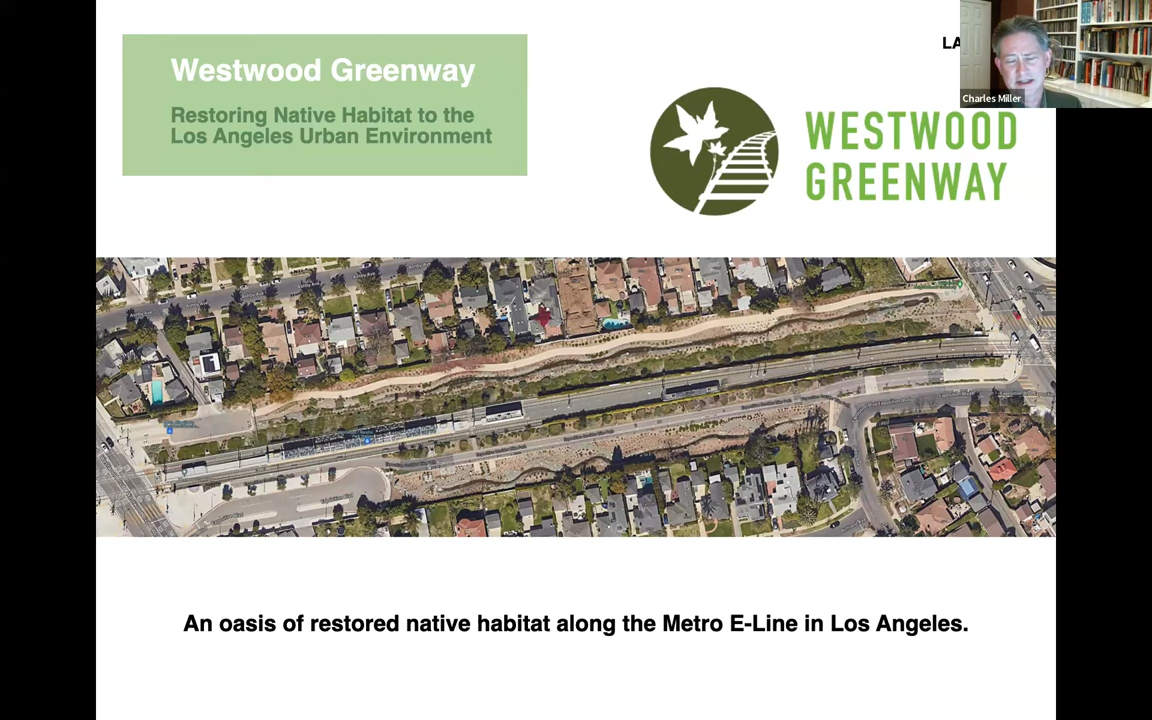 Westwood Greenway
Restoring Native Habitat to the
Los Angeles Urban Environment
LA
Charles Miller
WESTWOOD
GREENWAY
An oasis of restored native habitat along the Metro E-Line in Los Angeles.